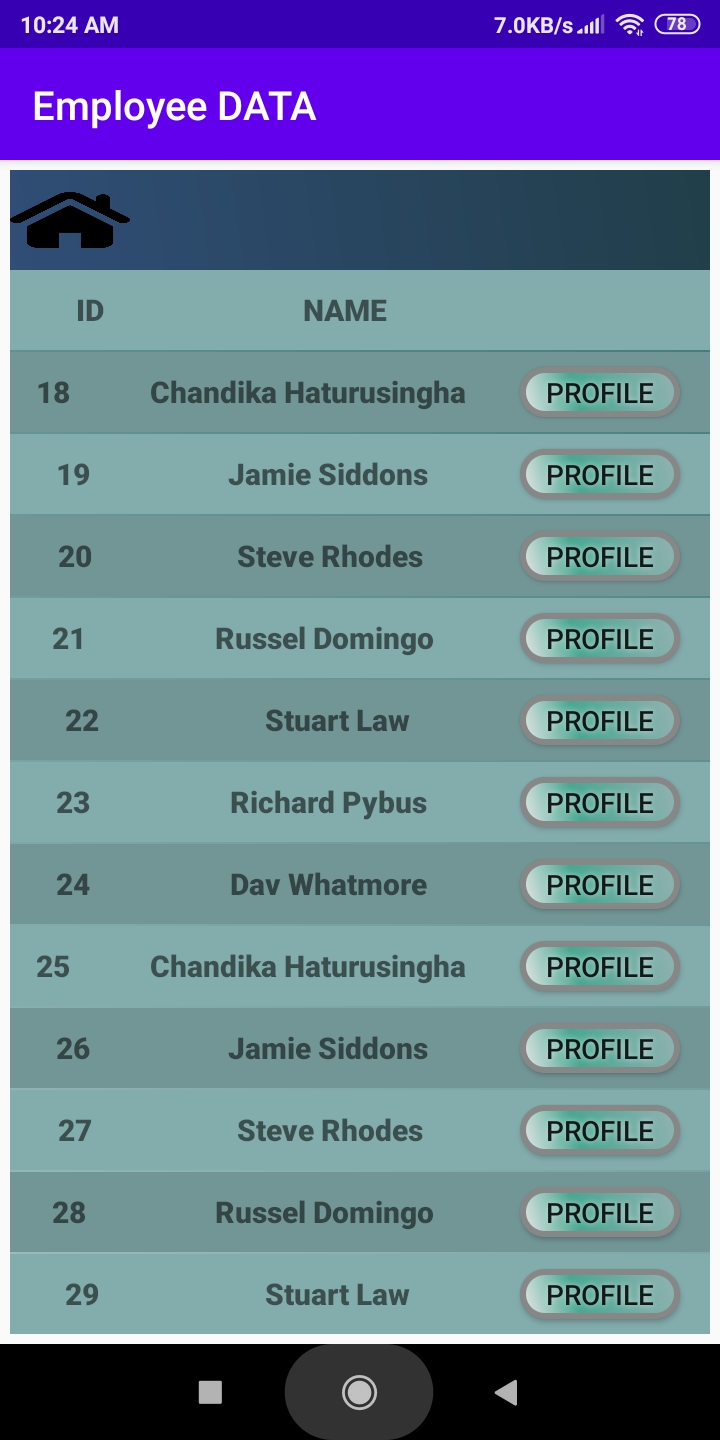 10:24 AM 7.0KB/s 78
Employee DATA
ID NAME
18 Chandika Haturusingha PROFILE
19 Jamie Siddons PROFILE
20 Steve Rhodes PROFILE
21 Russel Domingo PROFILE
22 Stuart Law PROFILE
23 Richard Pybus PROFILE
24 Dav Whatmore PROFILE
25 Chandika Haturusingha PROFILE
26 Jamie Siddons PROFILE
27 Steve Rhodes PROFILE
28 Russel Domingo PROFILE
29 Stuart Law PROFILE